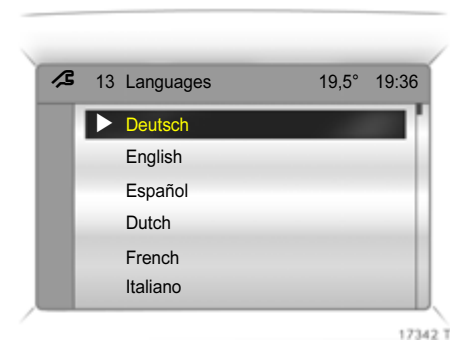 13 Languages 19,5° 19:36
Deutsch
English
Español
Dutch
French
Italiano
17342 T